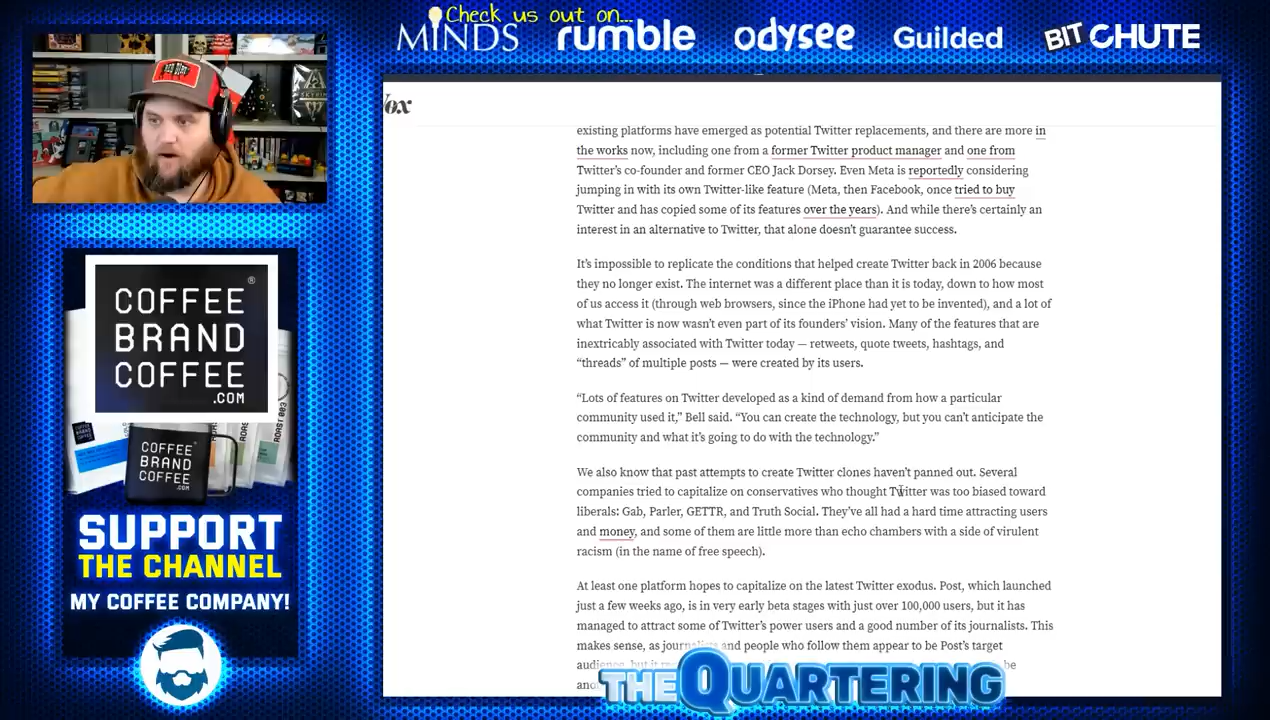 Check us out on...
MINDS rumble odysee Guilded BIT CHUTE
Vox
existing platforms have emerged as potential Twitter replacements, and there are more in
the works now, including one from a former Twitter product manager and one from
Twitter's co-founder and former CEO Jack Dorsey. Even Meta is reportedly considering
jumping in with its own Twitter-like feature (Meta, then Facebook, once tried to buy
Twitter and has copied some of its features over the years). And while there's certainly an
interest in an alternative to Twitter, that alone doesn't guarantee success.
It's impossible to replicate the conditions that helped create Twitter back in 2006 because
they no longer exist. The internet was a different place than it is today, down to how most
of us access it (through web browsers, since the iPhone had yet to be invented), and a lot of
what Twitter is now wasn't even part of its founders' vision. Many of the features that are
inextricably associated with Twitter today — retweets, quote tweets, hashtags, and
“threads” of multiple posts — were created by its users.
“Lots of features on Twitter developed as a kind of demand from how a particular
community used it,” Bell said. “You can create the technology, but you can't anticipate the
community and what it's going to do with the technology.”
We also know that past attempts to create Twitter clones haven't panned out. Several
companies tried to capitalize on conservatives who thought Twitter was too biased toward
liberals: Gab, Parler, GETTR, and Truth Social. They've all had a hard time attracting users
and money, and some of them are little more than echo chambers with a side of virulent
racism (in the name of free speech).
At least one platform hopes to capitalize on the latest Twitter exodus. Post, which launched
just a few weeks ago, is in very early beta stages with just over 100,000 users, but it has
managed to attract some of Twitter's power users and a good number of its journalists. This
makes sense, as journalists and people who follow them appear to be Post's target
audience, but it be
THE QUARTERING
COFFEE ®
BRAND
COFFEE
.COM
COFFEE
BRAND
COFFEE
.COM
SUPPORT
THE CHANNEL
MY COFFEE COMPANY!
SKYRIM